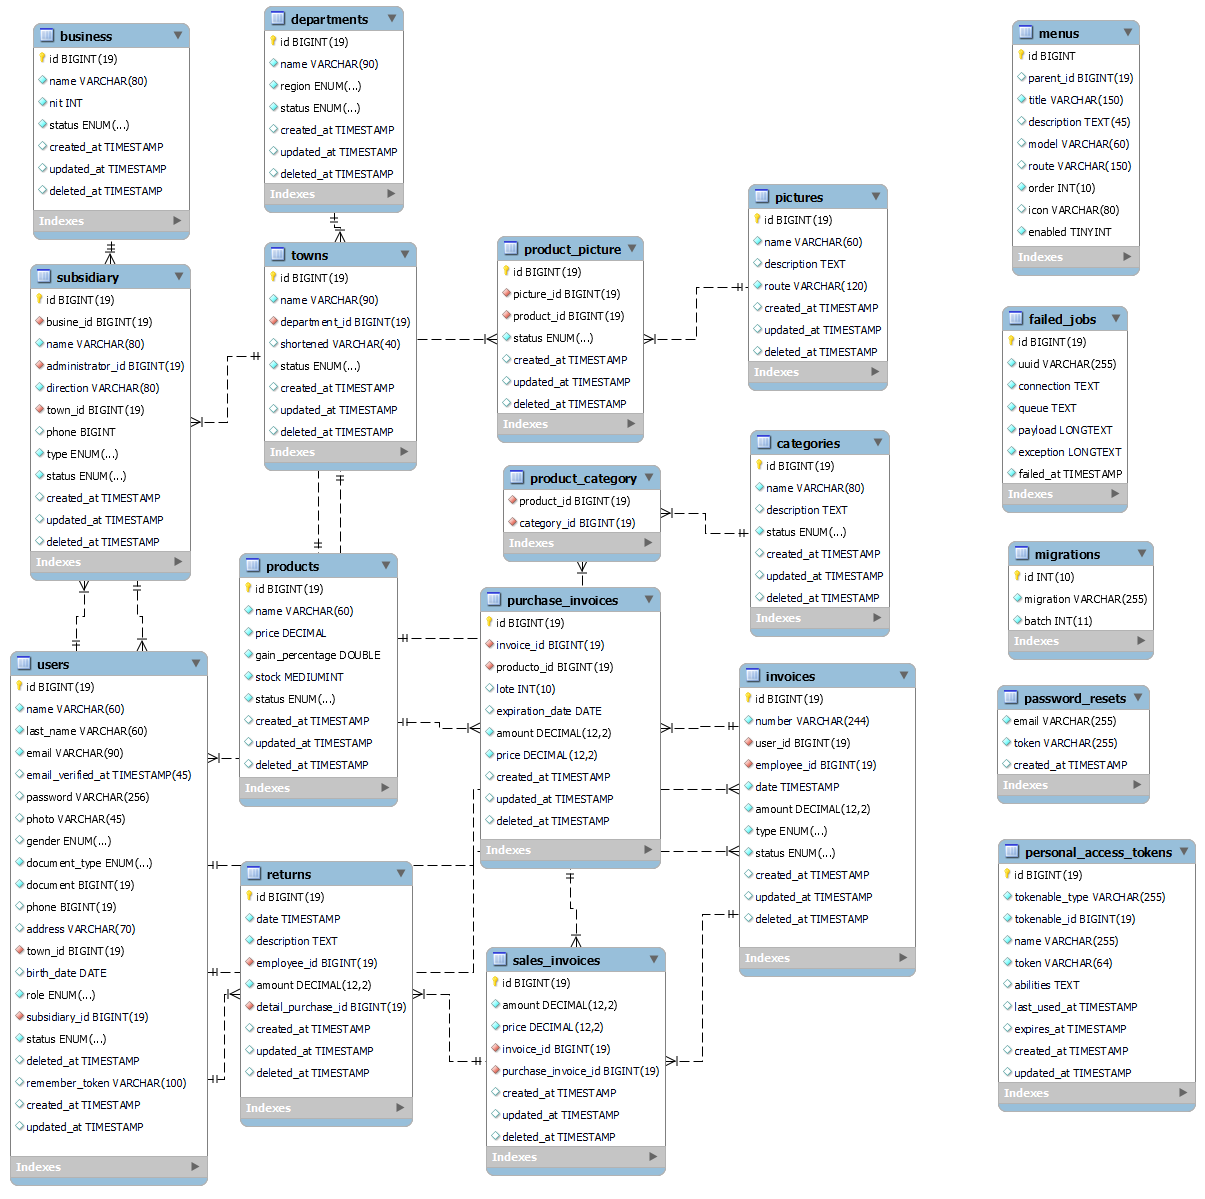 business
id BIGINT(19)
name VARCHAR(80)
nit INT
status ENUM(...)
created_at TIMESTAMP
updated_at TIMESTAMP
deleted_at TIMESTAMP
Indexes
departments
id BIGINT(19)
name VARCHAR(90)
region ENUM(...)
status ENUM(...)
created_at TIMESTAMP
updated_at TIMESTAMP
deleted_at TIMESTAMP
Indexes
menus
id BIGINT
parent_id BIGINT(19)
title VARCHAR(150)
description TEXT(45)
model VARCHAR(60)
route VARCHAR(150)
order INT(10)
icon VARCHAR(80)
enabled TINYINT
Indexes
subsidiary
id BIGINT(19)
busine_id BIGINT(19)
name VARCHAR(80)
administrator_id BIGINT(19)
direction VARCHAR(80)
town_id BIGINT(19)
phone BIGINT
type ENUM(...)
status ENUM(...)
created_at TIMESTAMP
updated_at TIMESTAMP
deleted_at TIMESTAMP
Indexes
towns
id BIGINT(19)
name VARCHAR(90)
department_id BIGINT(19)
shortened VARCHAR(40)
status ENUM(...)
created_at TIMESTAMP
updated_at TIMESTAMP
deleted_at TIMESTAMP
Indexes
product_picture
id BIGINT(19)
picture_id BIGINT(19)
product_id BIGINT(19)
status ENUM(...)
created_at TIMESTAMP
updated_at TIMESTAMP
deleted_at TIMESTAMP
Indexes
pictures
id BIGINT(19)
name VARCHAR(60)
description TEXT
route VARCHAR(120)
created_at TIMESTAMP
updated_at TIMESTAMP
deleted_at TIMESTAMP
Indexes
failed_jobs
id BIGINT(19)
uuid VARCHAR(255)
connection TEXT
queue TEXT
payload LONGTEXT
exception LONGTEXT
failed_at TIMESTAMP
Indexes
product_category
product_id BIGINT(19)
category_id BIGINT(19)
Indexes
categories
id BIGINT(19)
name VARCHAR(80)
description TEXT
status ENUM(...)
created_at TIMESTAMP
updated_at TIMESTAMP
deleted_at TIMESTAMP
Indexes
migrations
id INT(10)
migration VARCHAR(255)
batch INT(11)
Indexes
products
id BIGINT(19)
name VARCHAR(60)
price DECIMAL
gain_percentage DOUBLE
stock MEDIUMINT
status ENUM(...)
created_at TIMESTAMP
updated_at TIMESTAMP
deleted_at TIMESTAMP
Indexes
purchase_invoices
id BIGINT(19)
invoice_id BIGINT(19)
producto_id BIGINT(19)
lote INT(10)
expiration_date DATE
amount DECIMAL(12,2)
price DECIMAL(12,2)
created_at TIMESTAMP
updated_at TIMESTAMP
deleted_at TIMESTAMP
Indexes
users
id BIGINT(19)
name VARCHAR(60)
last_name VARCHAR(60)
email VARCHAR(90)
email_verified_at TIMESTAMP(45)
password VARCHAR(256)
photo VARCHAR(45)
gender ENUM(...)
document_type ENUM(...)
document BIGINT(19)
phone BIGINT(19)
address VARCHAR(70)
town_id BIGINT(19)
birth_date DATE
role ENUM(...)
subsidiary_id BIGINT(19)
status ENUM(...)
deleted_at TIMESTAMP
remember_token VARCHAR(100)
created_at TIMESTAMP
updated_at TIMESTAMP
Indexes
invoices
id BIGINT(19)
number VARCHAR(244)
user_id BIGINT(19)
employee_id BIGINT(19)
date TIMESTAMP
amount DECIMAL(12,2)
type ENUM(...)
status ENUM(...)
created_at TIMESTAMP
updated_at TIMESTAMP
deleted_at TIMESTAMP
Indexes
password_resets
email VARCHAR(255)
token VARCHAR(255)
created_at TIMESTAMP
Indexes
returns
id BIGINT(19)
date TIMESTAMP
description TEXT
employee_id BIGINT(19)
amount DECIMAL(12,2)
detail_purchase_id BIGINT(19)
created_at TIMESTAMP
updated_at TIMESTAMP
deleted_at TIMESTAMP
Indexes
sales_invoices
id BIGINT(19)
amount DECIMAL(12,2)
price DECIMAL(12,2)
invoice_id BIGINT(19)
purchase_invoice_id BIGINT(19)
created_at TIMESTAMP
updated_at TIMESTAMP
deleted_at TIMESTAMP
Indexes
personal_access_tokens
id BIGINT(19)
tokenable_type VARCHAR(255)
tokenable_id BIGINT(19)
name VARCHAR(255)
token VARCHAR(64)
abilities TEXT
last_used_at TIMESTAMP
expires_at TIMESTAMP
created_at TIMESTAMP
updated_at TIMESTAMP
Indexes